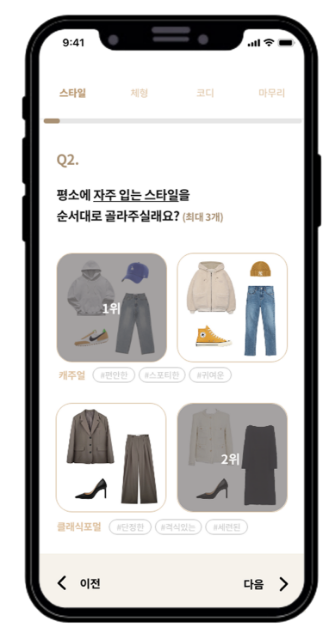 9:41
스타일 체형 코디 마무리
Q2.
평소에 자주 입는 스타일을
순서대로 골라주실래요? (최대 3개)
1위
캐주얼 #편안한 #스포티한 #귀여운
2위
클래식포멀 #단정한 #격식있는 #세련된
이전 다음